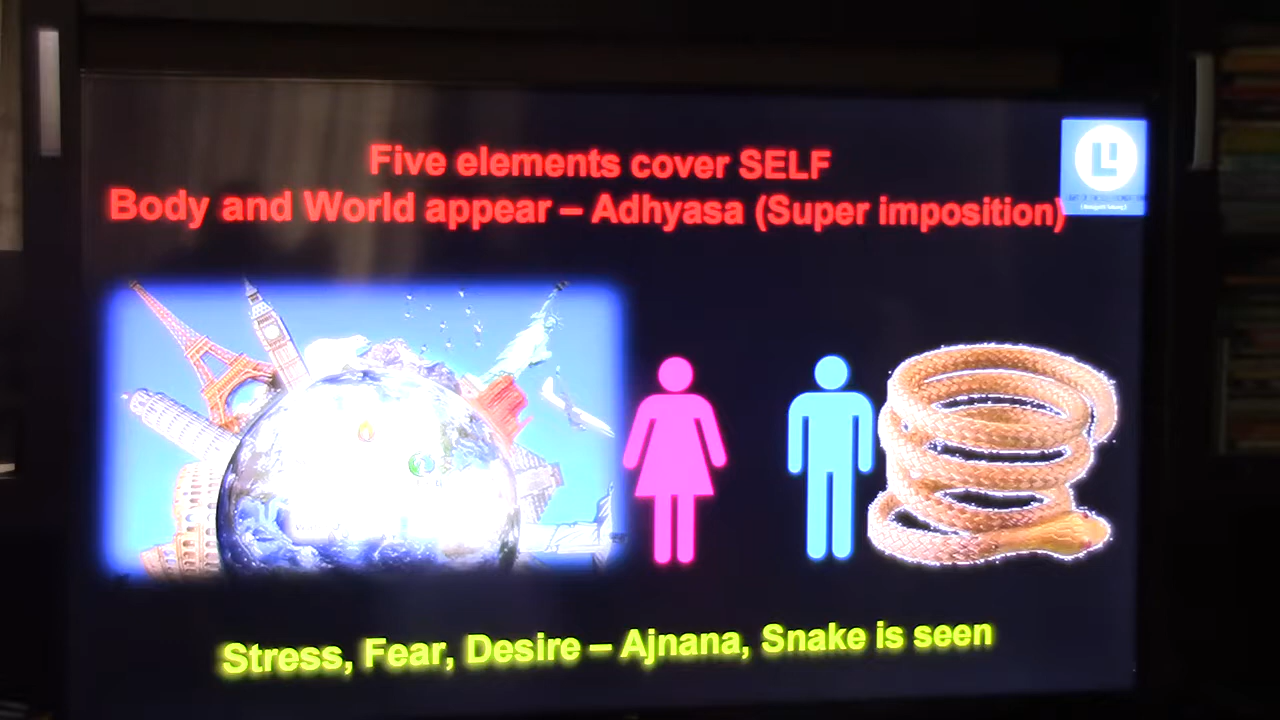 Five elements cover SELF
Body and World appear – Adhyasa (Super imposition)
Stress, Fear, Desire – Ajnana, Snake is seen